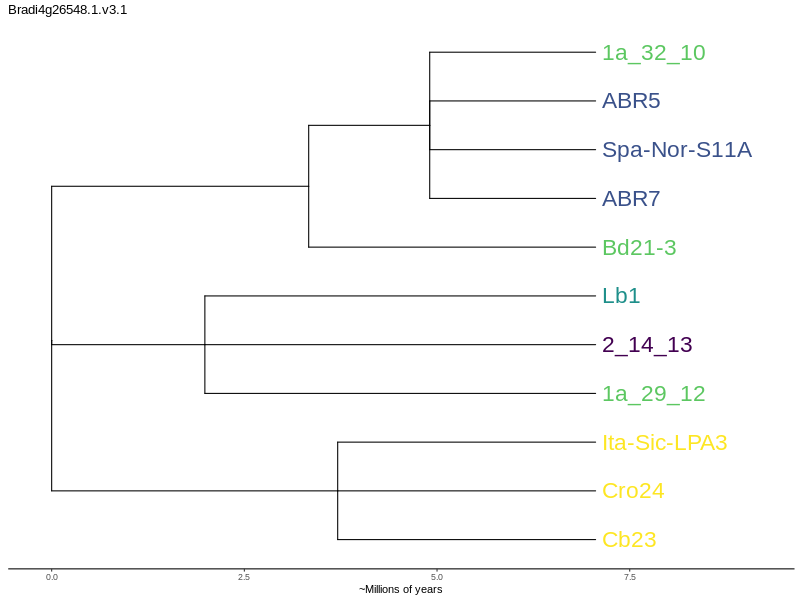 Bradi4g26548.1.v3.1
1a_32_10
ABR5
Spa-Nor-S11A
ABR7
Bd21-3
Lb1
2_14_13
1a_29_12
Ita-Sic-LPA3
Cro24
Cb23
0.0 2.5 5.0 7.5
~Millions of years